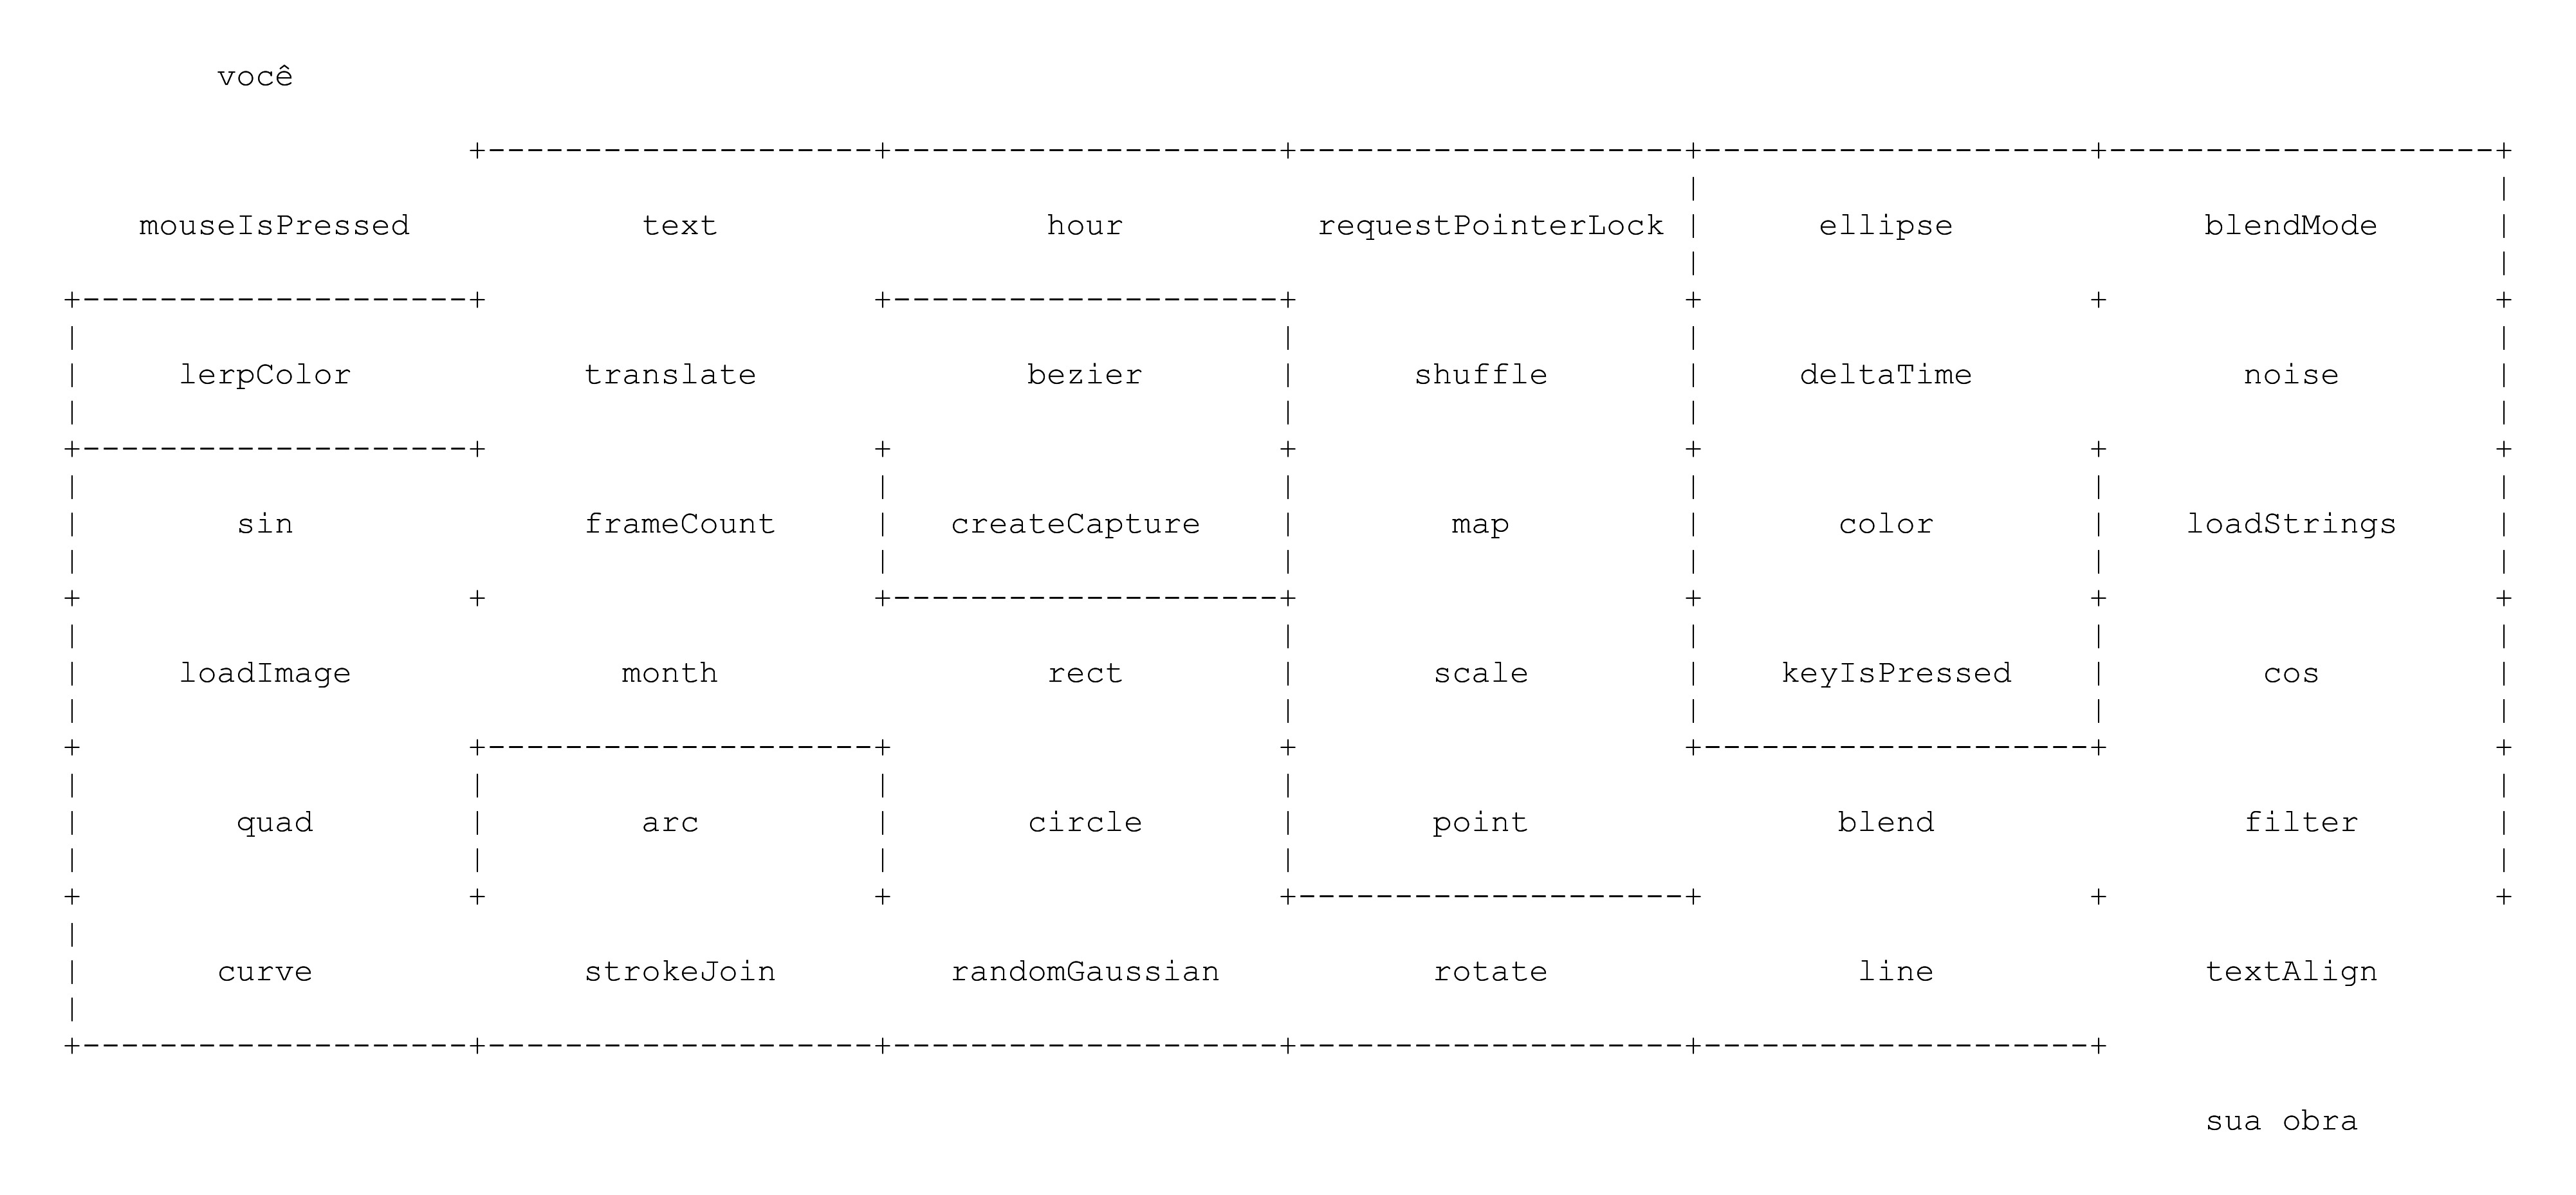 você
mouseIsPressed text hour requestPointerLock ellipse blendMode
lerpColor translate bezier shuffle deltaTime noise
sin frameCount createCapture map color loadStrings
loadImage month rect scale keyIsPressed cos
quad arc circle point blend filter
curve strokeJoin randomGaussian rotate line textAlign
sua obra